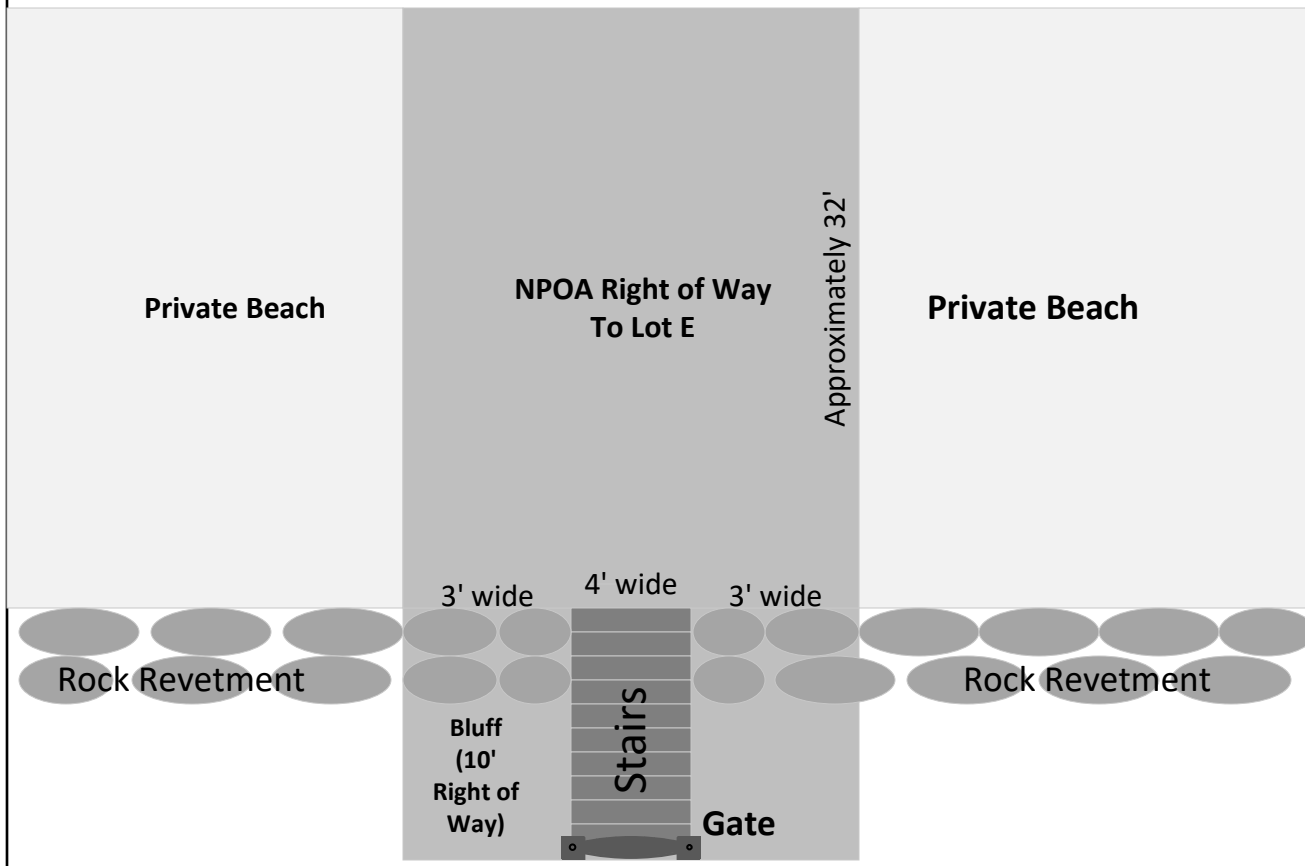 Approximately 32'
Private Beach
NPOA Right of Way
To Lot E
Private Beach
3' wide
4' wide
3' wide
Rock Revetment
Rock Revetment
Bluff
(10'
Right of
Way)
Stairs
Gate